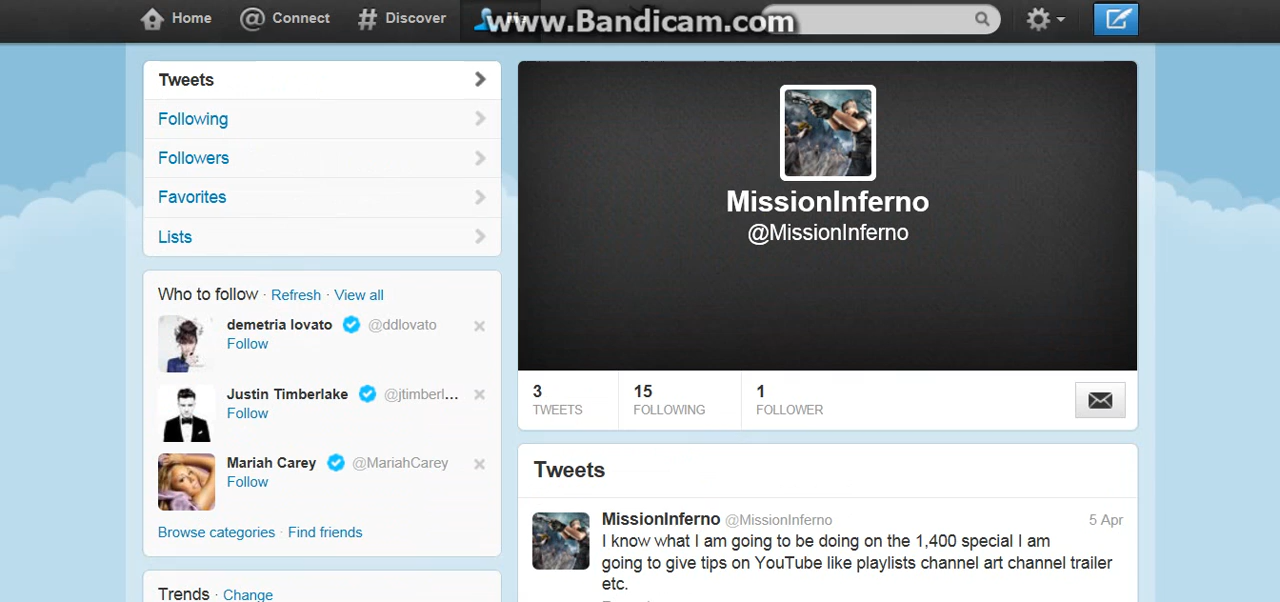 Home Connect Discover www.Bandicam.com
Tweets
Following
Followers
Favorites
Lists
Who to follow · Refresh · View all
demetria lovato @ddlovato
Follow
Justin Timberlake @jtimberl...
Follow
Mariah Carey @MariahCarey
Follow
Browse categories · Find friends
Trends · Change
MissionInferno
@MissionInferno
3 15 1
TWEETS FOLLOWING FOLLOWER
Tweets
MissionInferno @MissionInferno 5 Apr
I know what I am going to be doing on the 1,400 special I am
going to give tips on YouTube like playlists channel art channel trailer
etc.